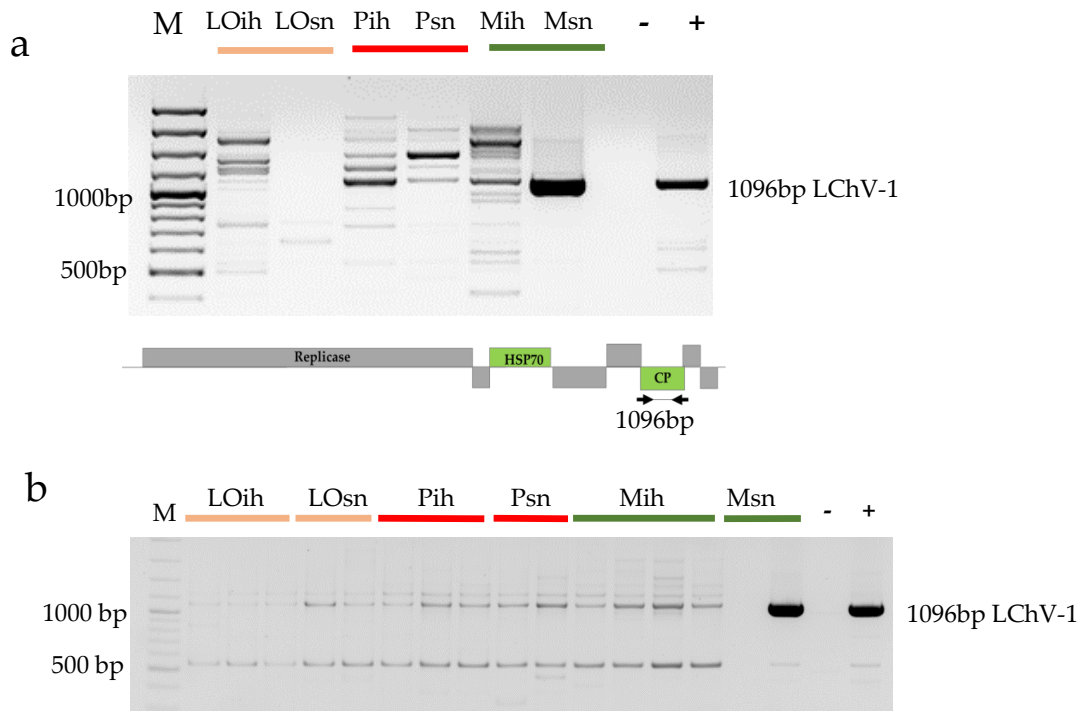 a
M LOih LOsn Pih Psn Mih Msn - +
1000bp
1096bp LChV-1
500bp
Replicase HSP70 CP
1096bp
b
M LOih LOsn Pih Psn Mih Msn - +
1000 bp
1096bp LChV-1
500 bp